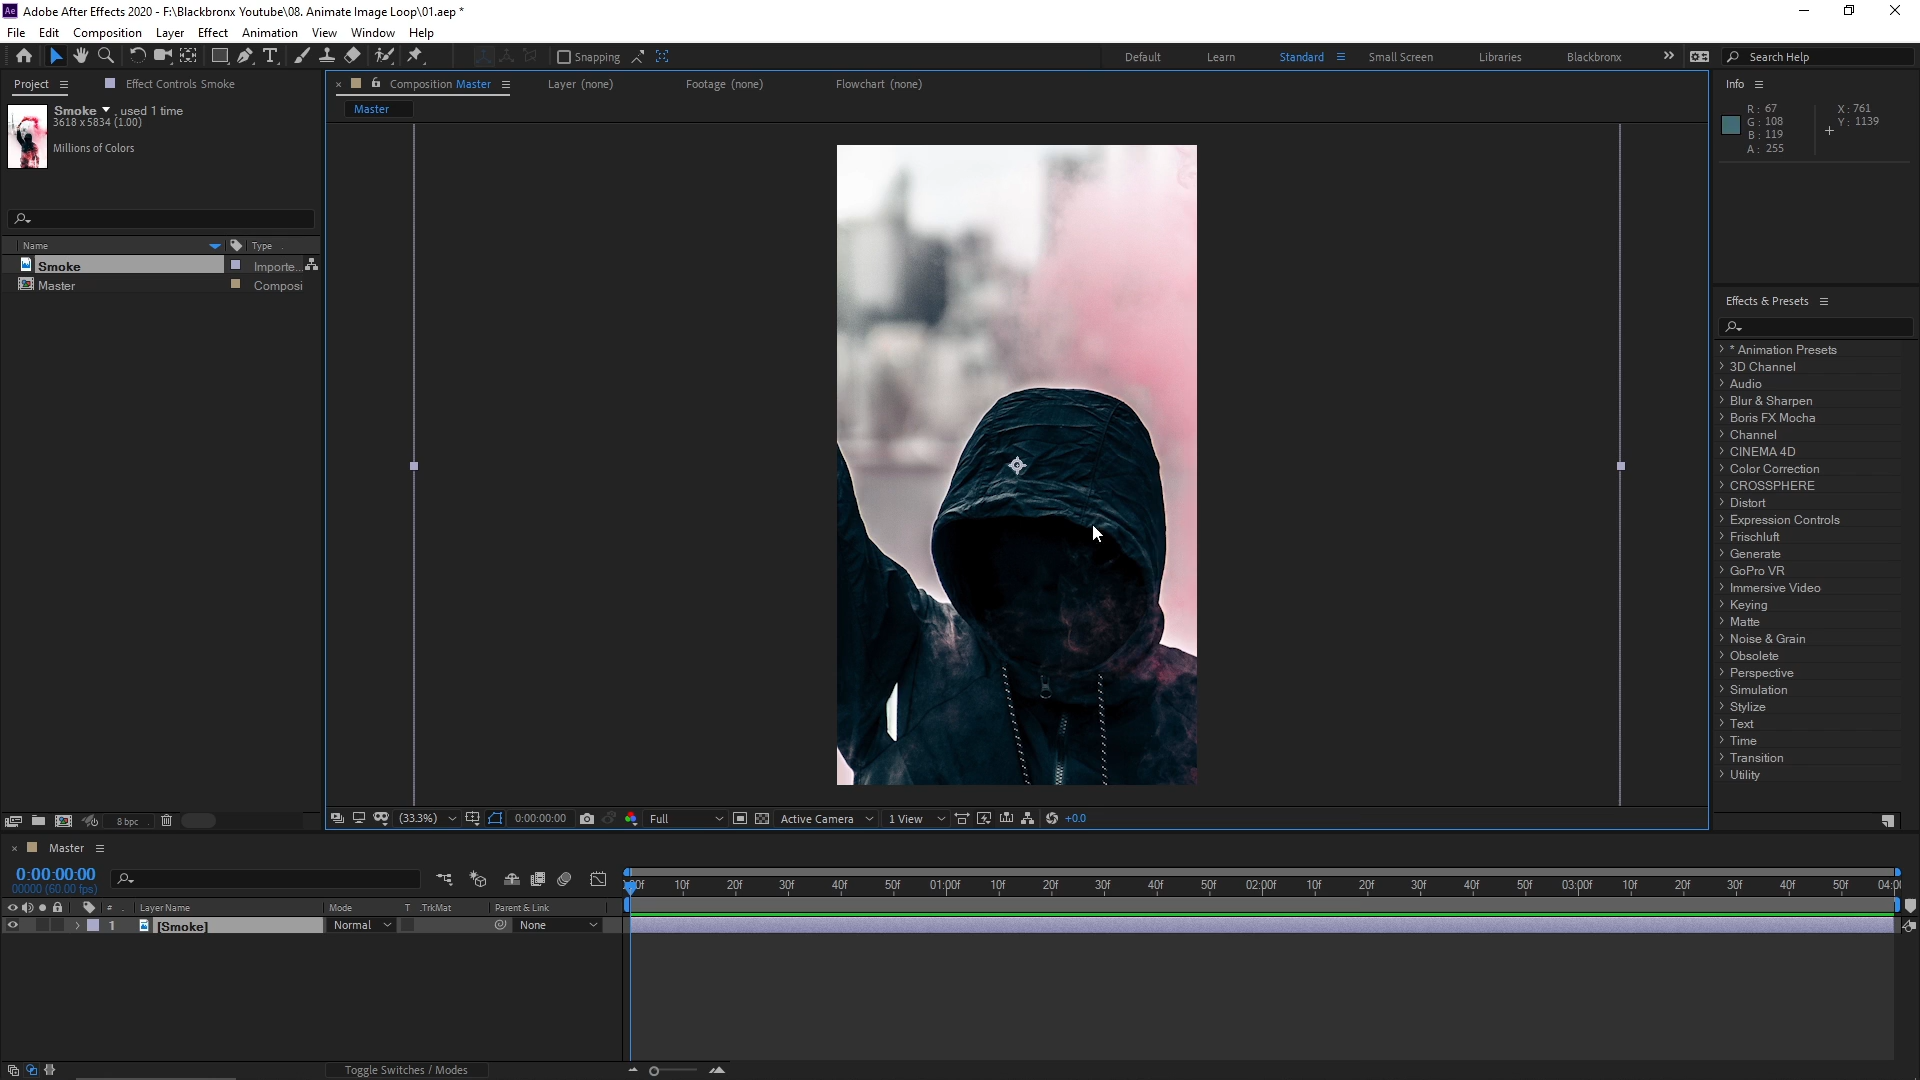 Adobe After Effects 2020 - F:\Blackbronx Youtube\08. Animate Image Loop\01.aep *
File Edit Composition Layer Effect Animation View Window Help
Snapping
Default Learn Standard Small Screen Libraries Blackbronx
Search Help
Project
Effect Controls Smoke
Composition Master
Layer (none)
Footage (none)
Flowchart (none)
Info
Smoke , used 1 time
3618 x 5834 (1.00)
Millions of Colors
Master
R: 67
G: 108
B: 119
A: 255
X: 761
Y: 1139
Name Type
Smoke Importe...
Master Composi
Effects & Presets
* Animation Presets
3D Channel
Audio
Blur & Sharpen
Boris FX Mocha
Channel
CINEMA 4D
Color Correction
CROSSPHERE
Distort
Expression Controls
Frischluft
Generate
GoPro VR
Immersive Video
Keying
Matte
Noise & Grain
Obsolete
Perspective
Simulation
Stylize
Text
Time
Transition
Utility
8 bpc
(33.3%) 0:00:00:00 Full Active Camera 1 View +0.0
Master
0:00:00:00
00000 (60.00 fps)
10f 20f 30f 40f 50f 01:00f 10f 20f 30f 40f 50f 02:00f 10f 20f 30f 40f 50f 03:00f 10f 20f 30f 40f 50f
# Layer Name Mode T .TrkMat Parent & Link
1 [Smoke] Normal None
Toggle Switches / Modes